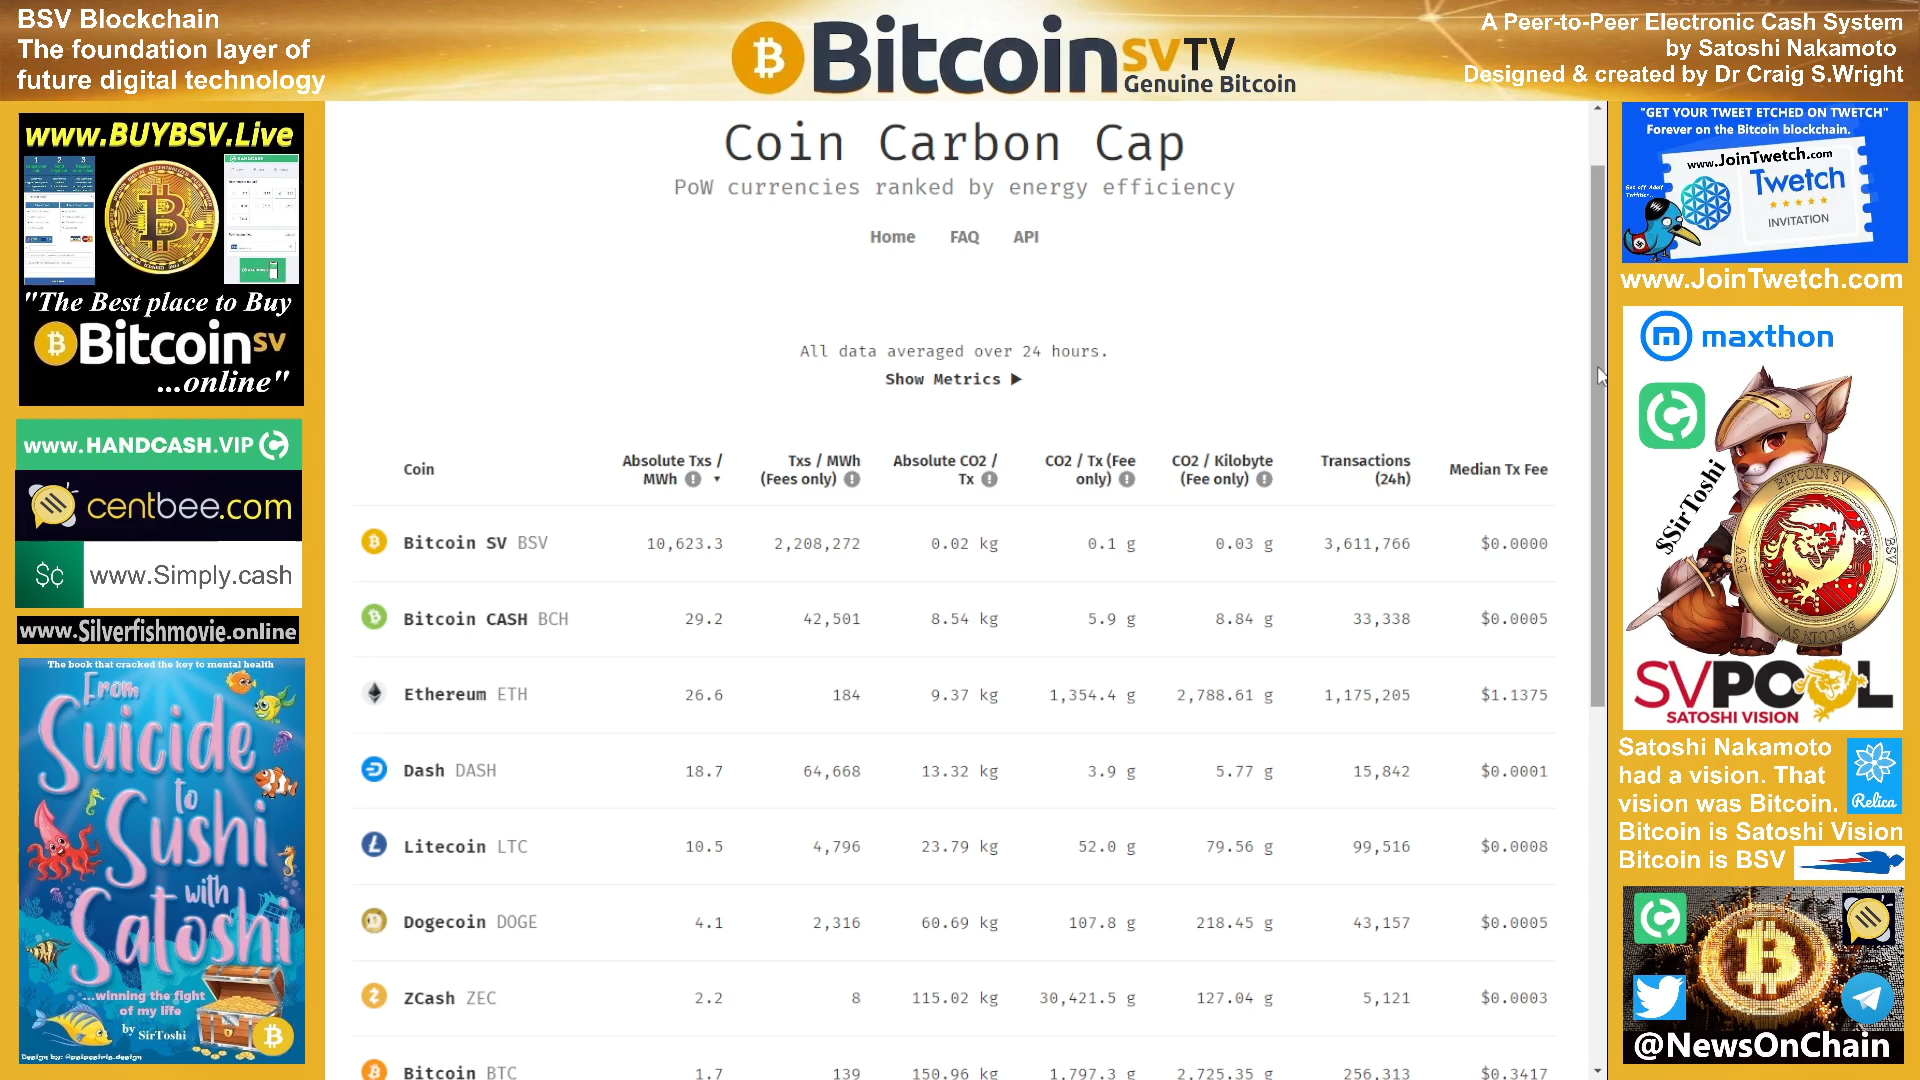 BSV Blockchain
The foundation layer of
future digital technology
Bitcoin SVTV
Genuine Bitcoin
A Peer-to-Peer Electronic Cash System
by Satoshi Nakamoto
Designed & created by Dr Craig S.Wright
www.BUYBSV.Live
"The Best place to Buy
Bitcoin SV
...online"
www.HANDCASH.VIP
centbee.com
$c www.Simply.cash
www.Silverfishmovie.online
The book that cracked the key to mental health
From
Suicide
to
Sushi
with
Satoshi
...winning the fight
of my life
by SirToshi
Design by: @psipostrls_design
Coin Carbon Cap
PoW currencies ranked by energy efficiency
Home FAQ API
All data averaged over 24 hours.
Show Metrics ▶
Coin | Absolute Txs / MWh | Txs / MWh (Fees only) | Absolute CO2 / Tx | CO2 / Tx (Fee only) | CO2 / Kilobyte (Fee only) | Transactions (24h) | Median Tx Fee
Bitcoin SV BSV 10,623.3 2,208,272 0.02 kg 0.1 g 0.03 g 3,611,766 $0.0000
Bitcoin CASH BCH 29.2 42,501 8.54 kg 5.9 g 8.84 g 33,338 $0.0005
Ethereum ETH 26.6 184 9.37 kg 1,354.4 g 2,788.61 g 1,175,205 $1.1375
Dash DASH 18.7 64,668 13.32 kg 3.9 g 5.77 g 15,842 $0.0001
Litecoin LTC 10.5 4,796 23.79 kg 52.0 g 79.56 g 99,516 $0.0008
Dogecoin DOGE 4.1 2,316 60.69 kg 107.8 g 218.45 g 43,157 $0.0005
ZCash ZEC 2.2 8 115.02 kg 30,421.5 g 127.04 g 5,121 $0.0003
Bitcoin BTC 1.7 139 150.96 kg 1,797.3 g 2,725.35 g 256,313 $0.3417
"GET YOUR TWEET ETCHED ON TWETCH"
Forever on the Bitcoin blockchain.
www.JoinTwetch.com
Twetch
INVITATION
www.JoinTwetch.com
maxthon
$SirToshi
BITCOIN SV
BSV
SVPOOL
SATOSHI VISION
Satoshi Nakamoto
had a vision. That
vision was Bitcoin.
Relica
Bitcoin is Satoshi Vision
Bitcoin is BSV
@NewsOnChain